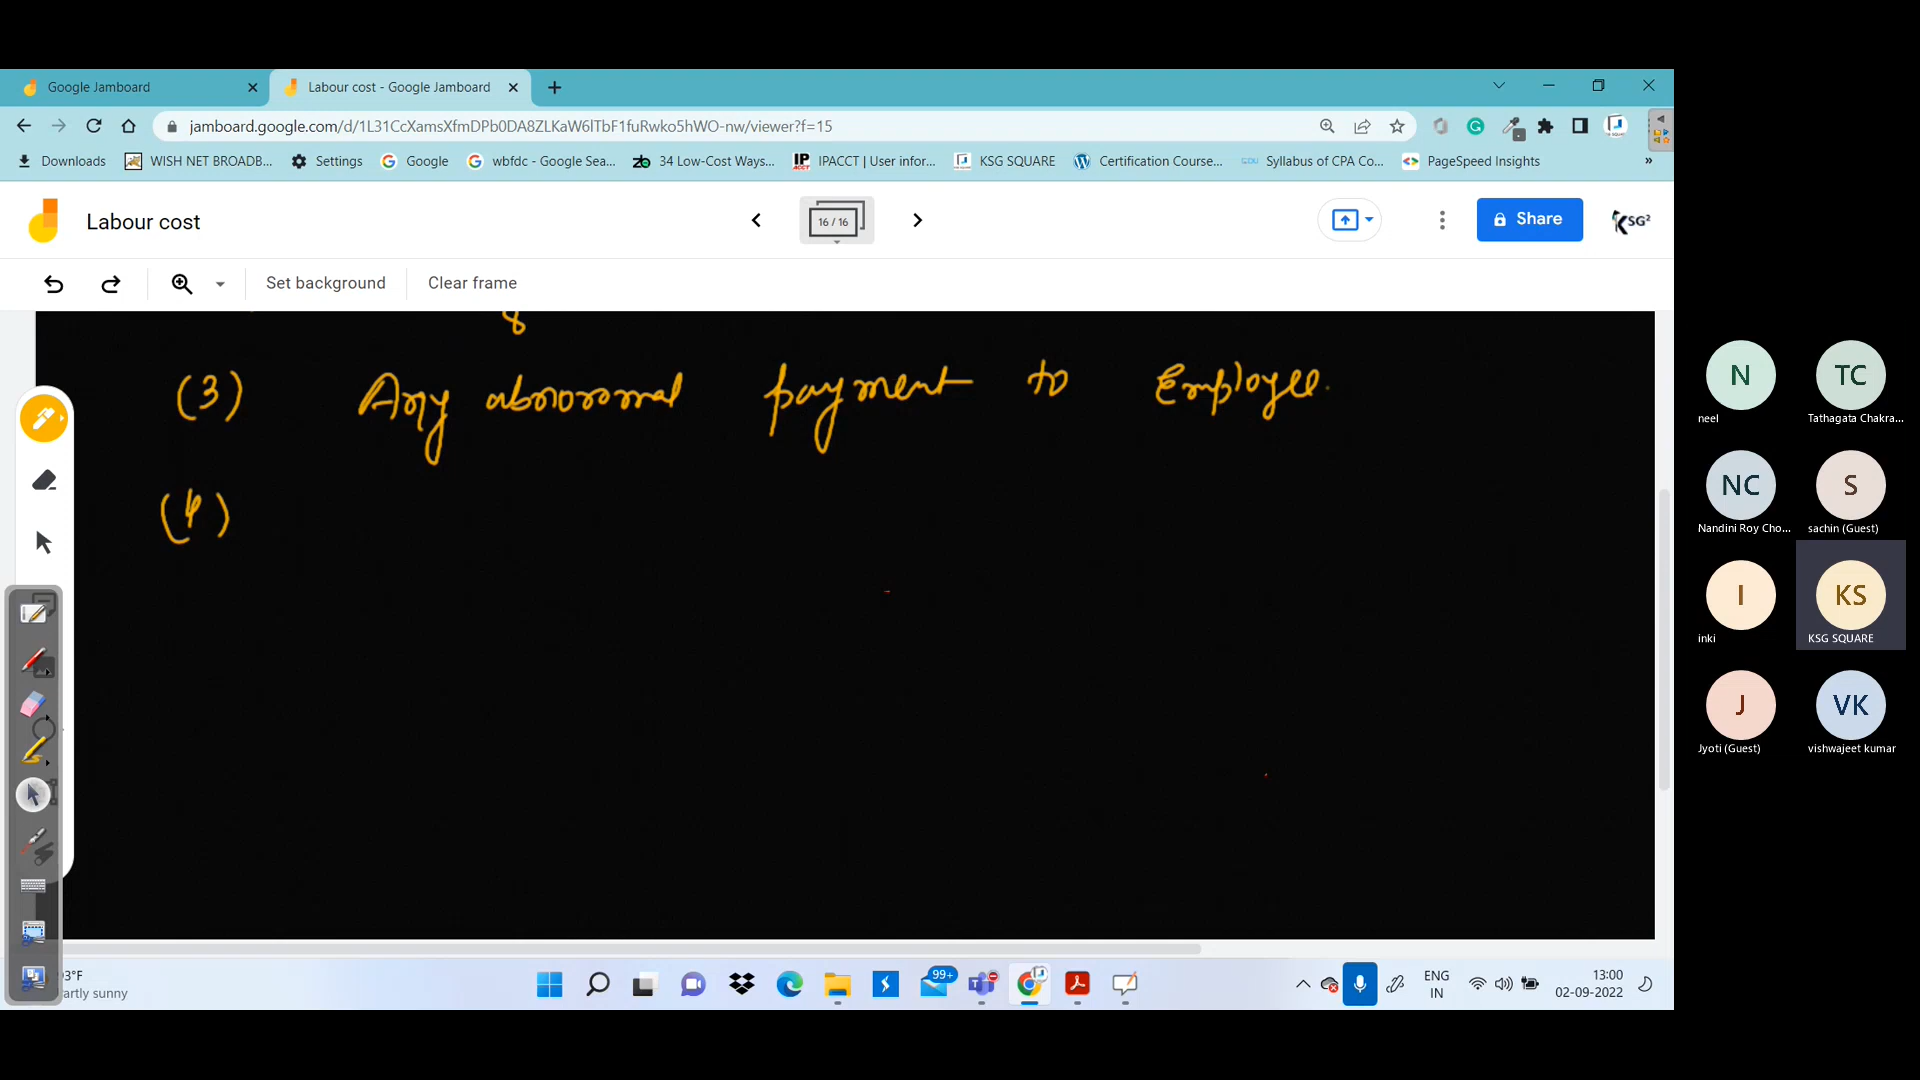 Google Jamboard
Labour cost - Google Jamboard
jamboard.google.com/d/1L31CcXamsXfmDPb0DA8ZLKaW6lTbF1fuRwko5hWO-nw/viewer?f=15
Downloads WISH NET BROADB... Settings Google wbfdc - Google Sea... 34 Low-Cost Ways... IPACCT | User infor... KSG SQUARE Certification Course... Syllabus of CPA Co... PageSpeed Insights »
Labour cost
16 / 16
Share
KSG²
Set background
Clear frame
(3) Any abnormal payment to Employee.
(4)
N
neel
TC
Tathagata Chakra...
NC
Nandini Roy Cho...
S
sachin (Guest)
I
inki
KS
KSG SQUARE
J
Jyoti (Guest)
VK
vishwajeet kumar
99+
ENG
IN
13:00
02-09-2022